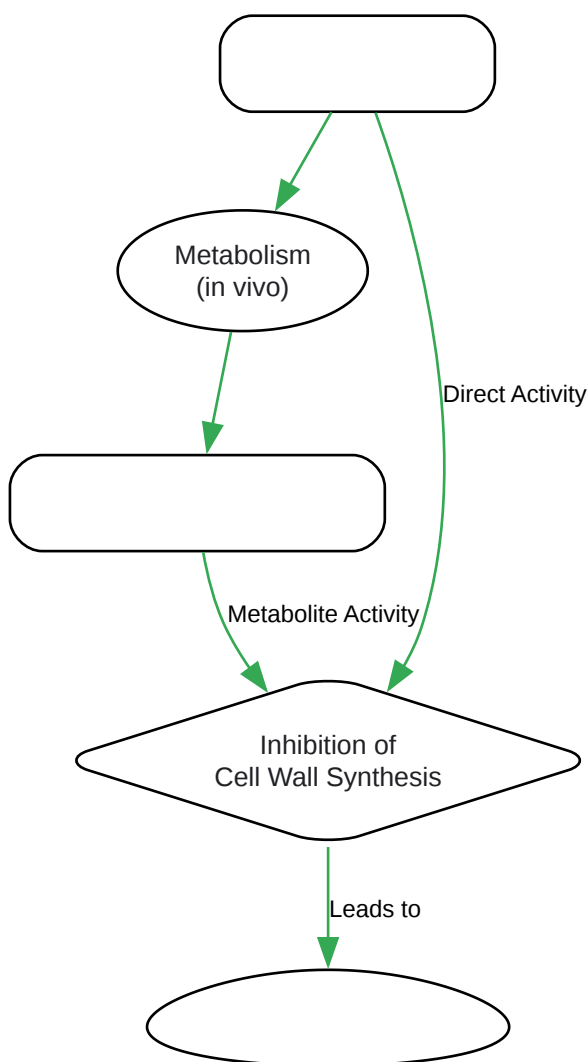 Metabolism
(in vivo)
Direct Activity
Metabolite Activity
Inhibition of
Cell Wall Synthesis
Leads to